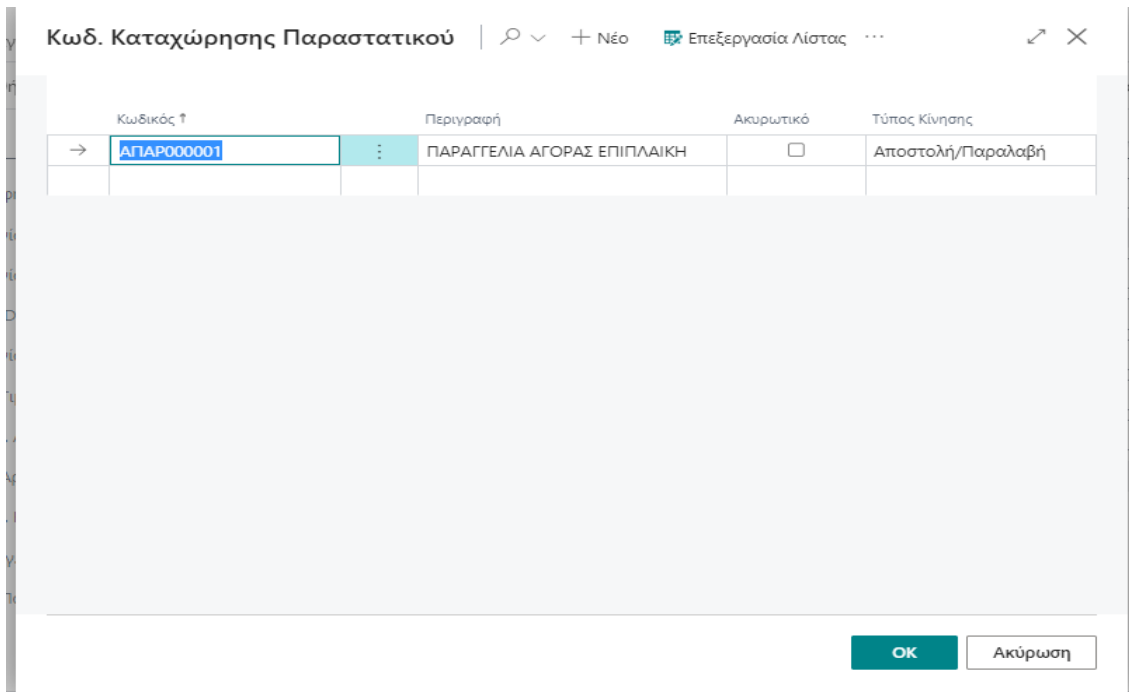 Κωδ. Καταχώρησης Παραστατικού Νέο Επεξεργασία Λίστας ...
Κωδικός ↑ Περιγραφή Ακυρωτικό Τύπος Κίνησης
ΑΠΑΡ000001 ΠΑΡΑΓΓΕΛΙΑ ΑΓΟΡΑΣ ΕΠΙΠΛΑΙΚΗ Αποστολή/Παραλαβή
OK Ακύρωση